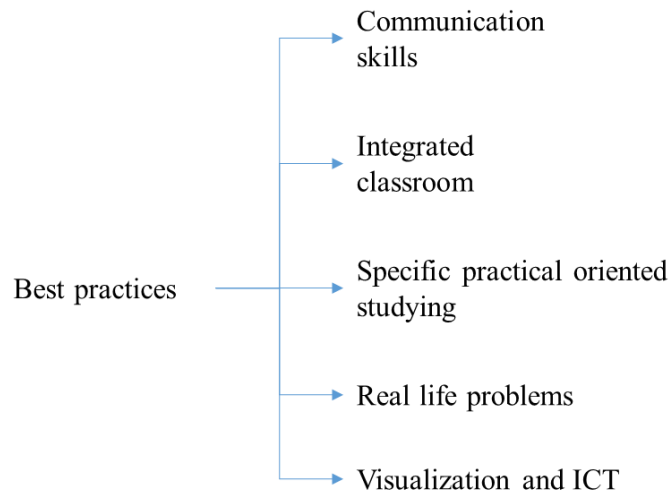 Communication
skills
Integrated
classroom
Best practices
Specific practical oriented
studying
Real life problems
Visualization and ICT